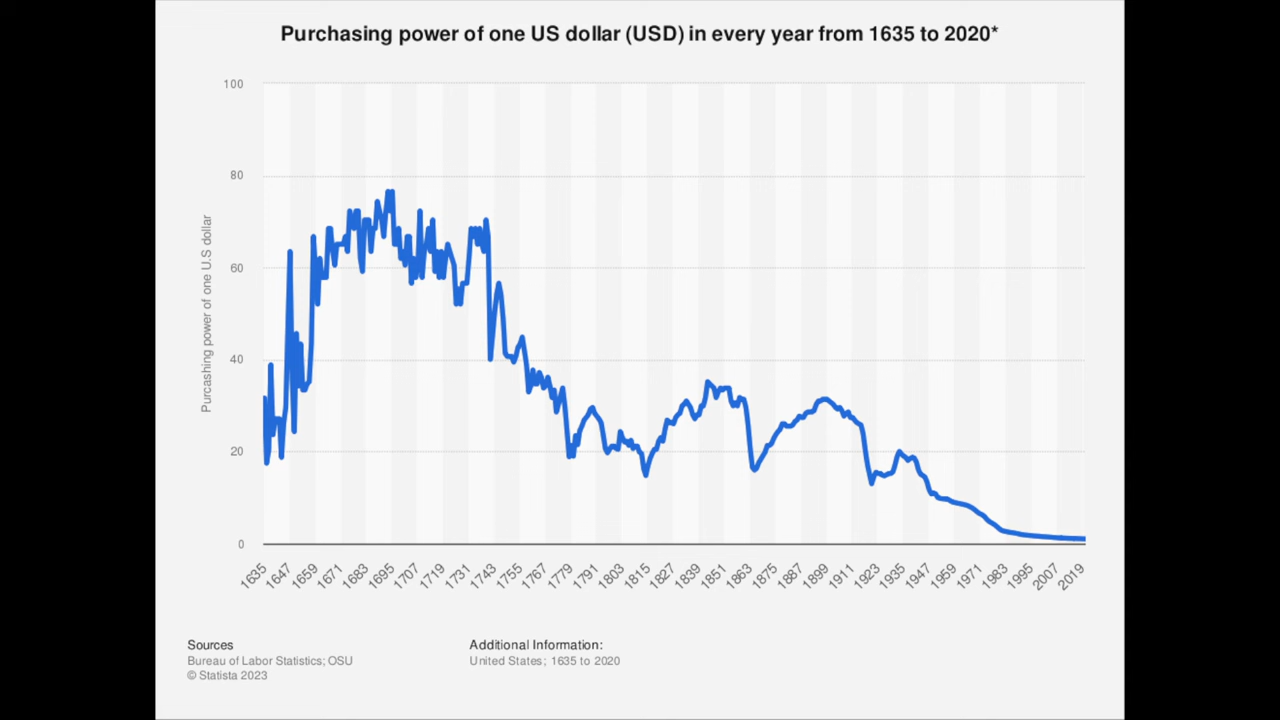 Purchasing power of one US dollar (USD) in every year from 1635 to 2020*
Purcashing power of one U.S dollar
100
80
60
40
20
0
1635 1647 1659 1671 1683 1695 1707 1719 1731 1743 1755 1767 1779 1791 1803 1815 1827 1839 1851 1863 1875 1887 1899 1911 1923 1935 1947 1959 1971 1983 1995 2007 2019
Sources
Bureau of Labor Statistics; OSU
© Statista 2023
Additional Information:
United States; 1635 to 2020